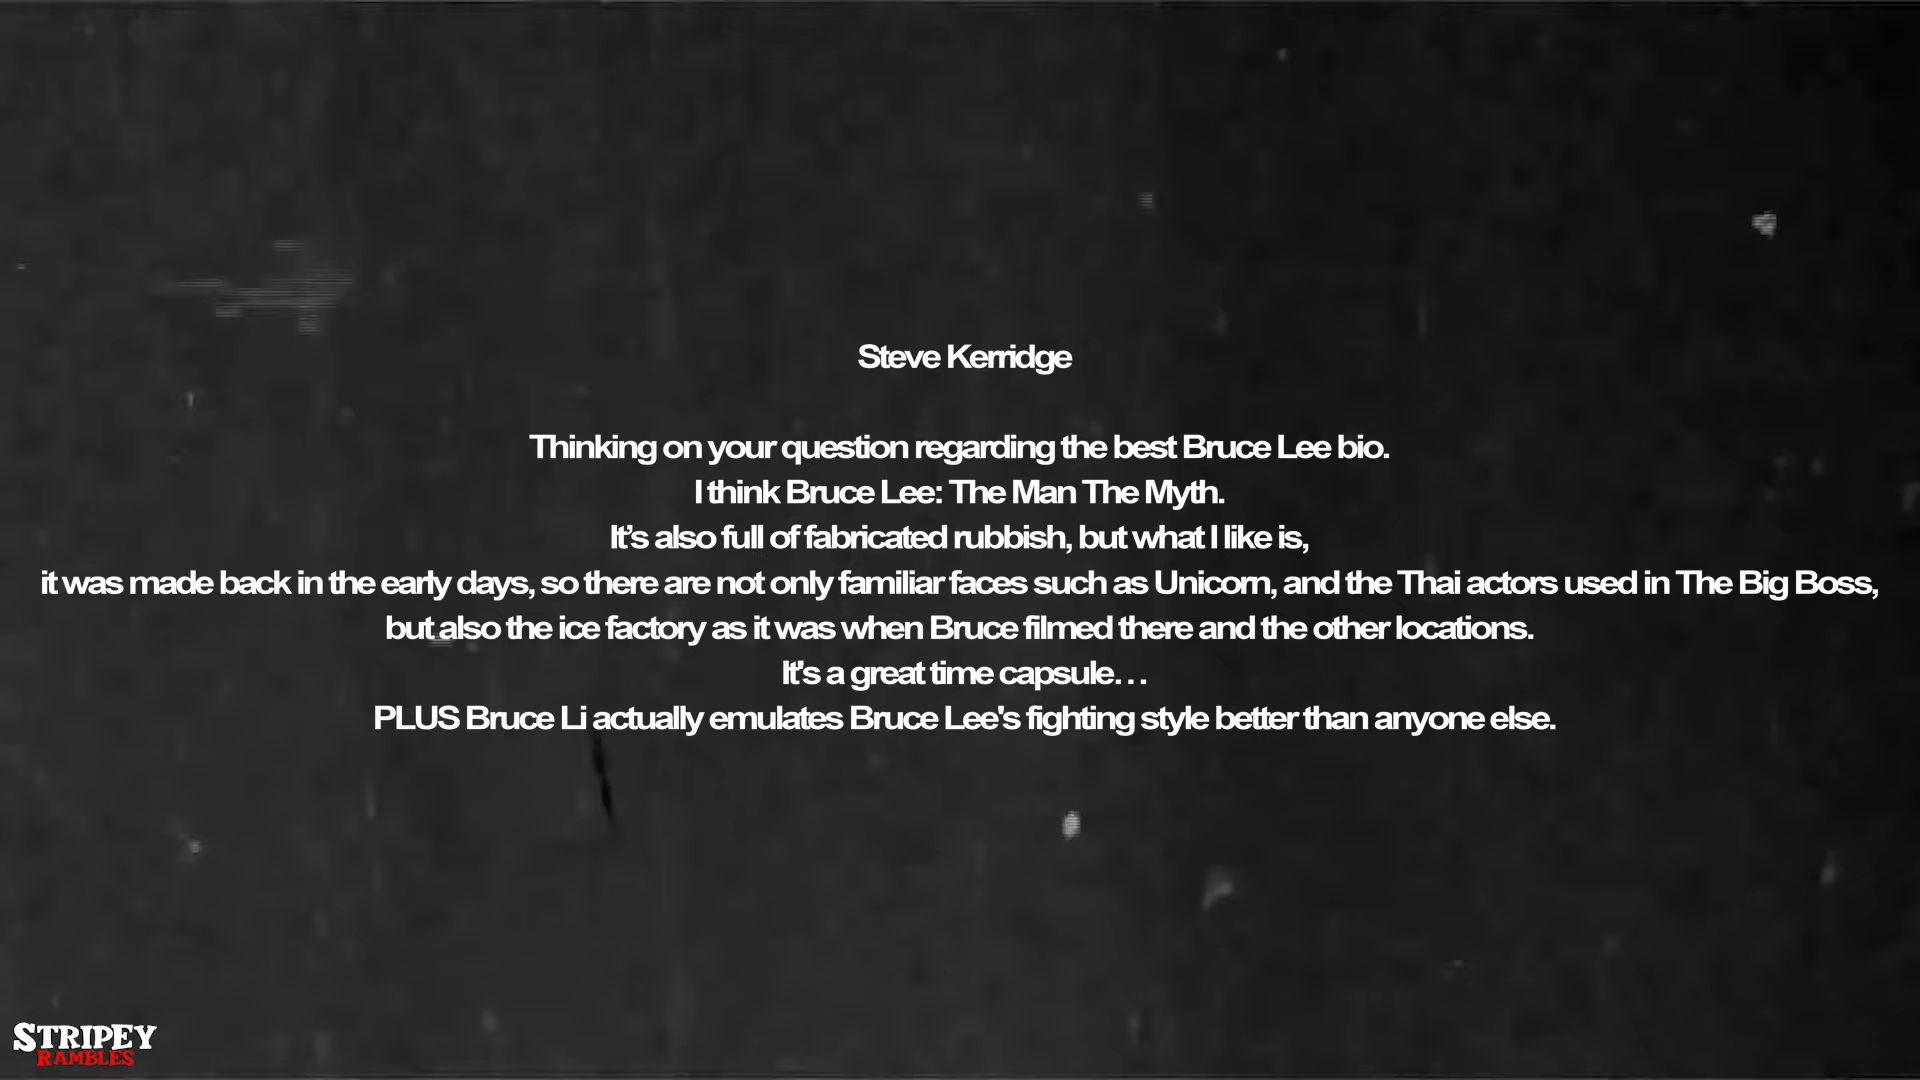 Steve Kerridge
Thinking on your question regarding the best Bruce Lee bio.
I think Bruce Lee: The Man The Myth.
It’s also full of fabricated rubbish, but what I like is,
it was made back in the early days, so there are not only familiar faces such as Unicorn, and the Thai actors used in The Big Boss,
but also the ice factory as it was when Bruce filmed there and the other locations.
It's a great time capsule…
PLUS Bruce Li actually emulates Bruce Lee's fighting style better than anyone else.
STRIPEY
RAMBLES